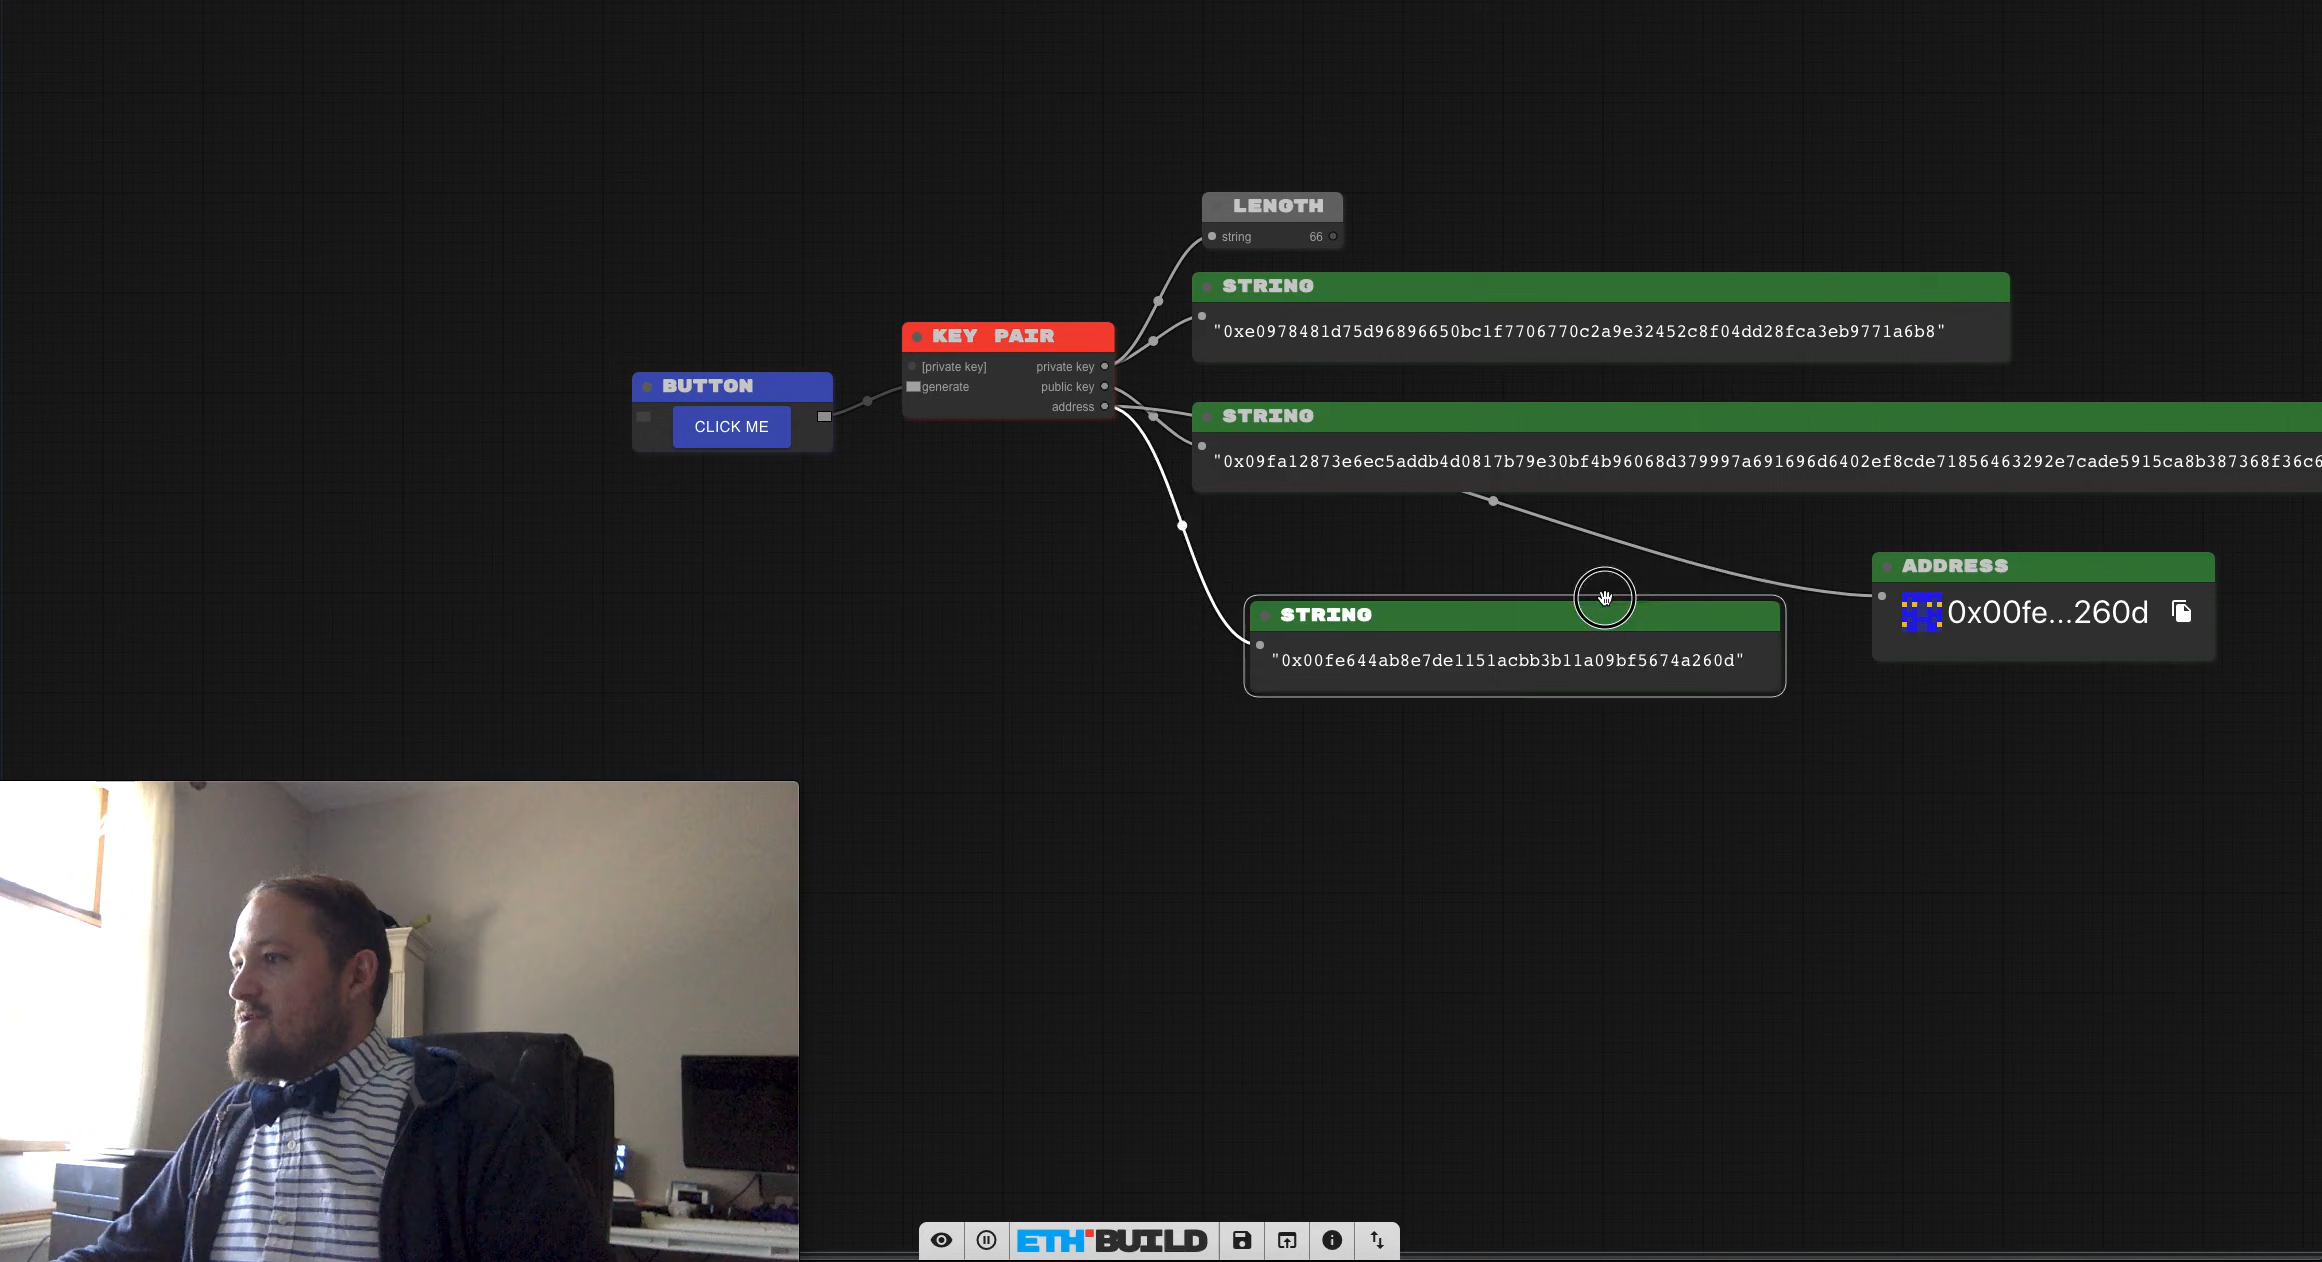 LENGTH
string 66
STRING
"0xe0978481d75d96896650bc1f7706770c2a9e32452c8f04dd28fca3eb9771a6b8"
KEY PAIR
[private key] private key
generate public key
address
BUTTON
CLICK ME
STRING
"0x09fa12873e6ec5addb4d0817b79e30bf4b96068d379997a691696d6402ef8cde71856463292e7cade5915ca8b387368f36c6
ADDRESS
0x00fe...260d
STRING
"0x00fe644ab8e7de1151acbb3b11a09bf5674a260d"
ETH BUILD